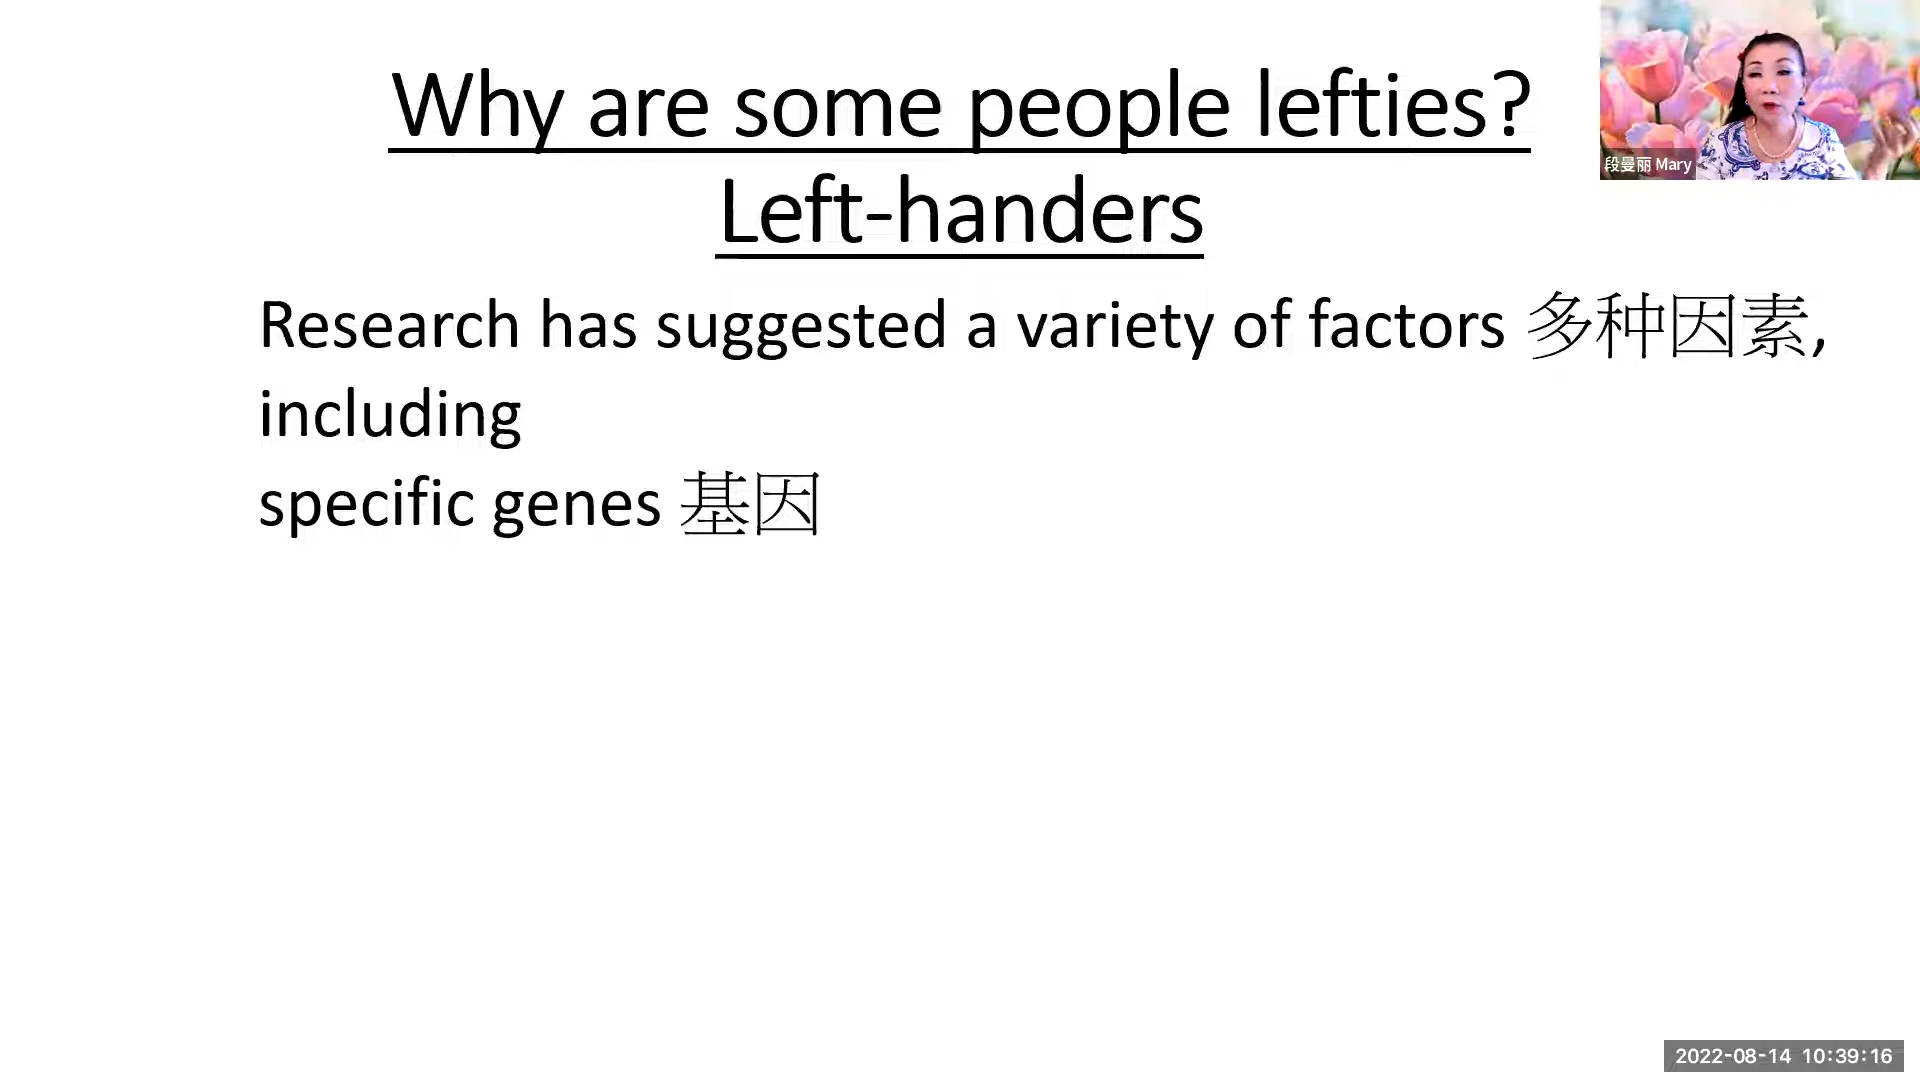 Why are some people lefties?
Left-handers
段曼丽 Mary
Research has suggested a variety of factors 多种因素,
including
specific genes 基因
2022-08-14 10:39:16